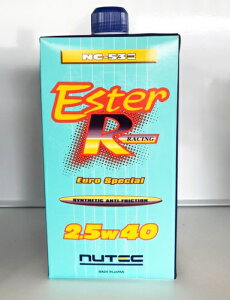 NC-53E
Ester
R
RACING
Euro Special
SYNTHETIC ANTI-FRICTION
2.5W40
NUTEC
MADE IN JAPAN